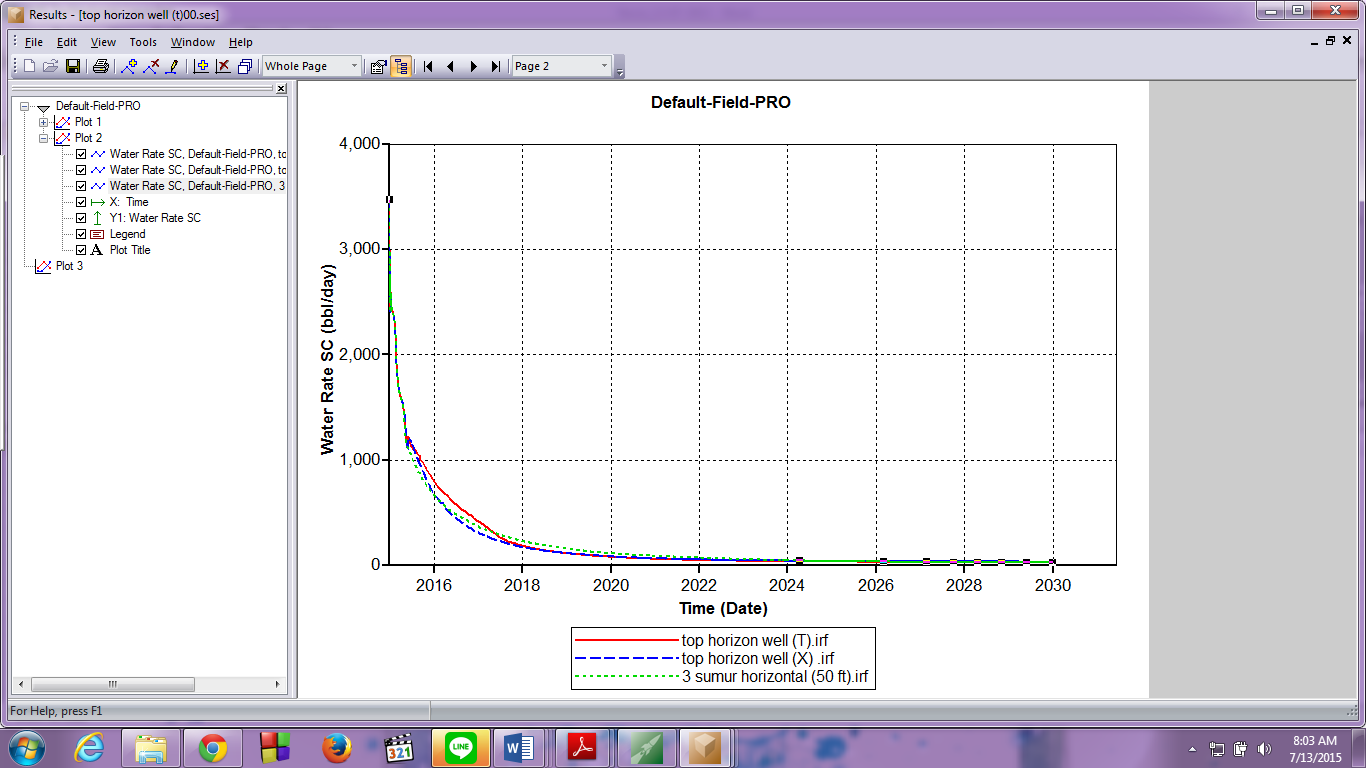 Results - [top horizon well (t)00.ses]
File Edit View Tools Window Help
Whole Page
Page 2
Default-Field-PRO
Plot 1
Plot 2
Water Rate SC, Default-Field-PRO, to
Water Rate SC, Default-Field-PRO, to
Water Rate SC, Default-Field-PRO, 3
X: Time
Y1: Water Rate SC
Legend
A Plot Title
Plot 3
Default-Field-PRO
4,000
3,000
2,000
1,000
0
Water Rate SC (bbl/day)
2016 2018 2020 2022 2024 2026 2028 2030
Time (Date)
top horizon well (T).irf
top horizon well (X) .irf
3 sumur horizontal (50 ft).irf
For Help, press F1
321
LINE
W
8:03 AM
7/13/2015